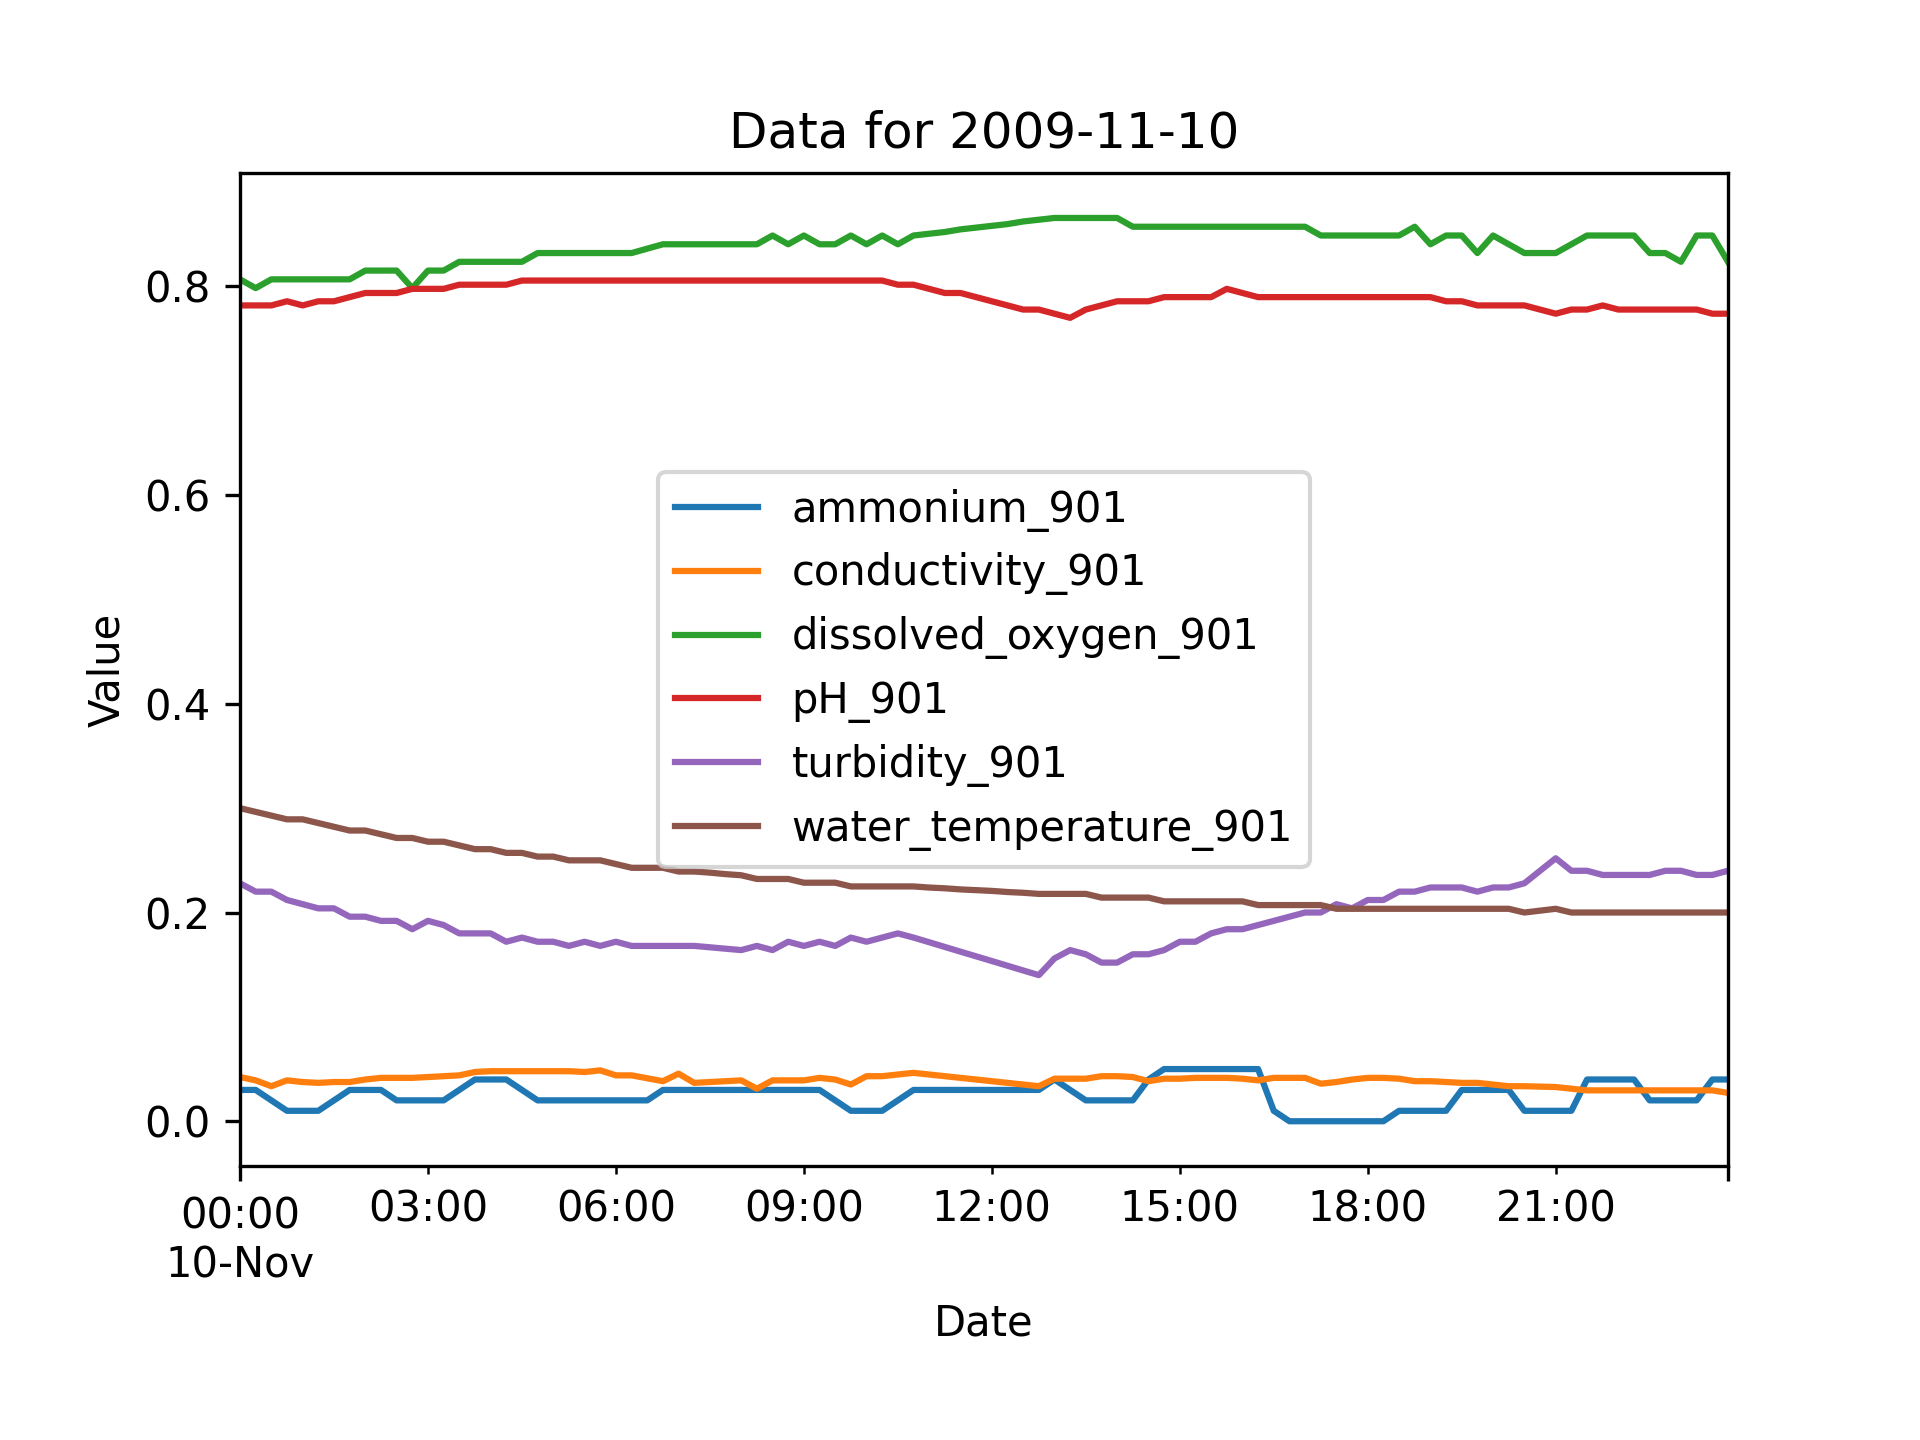 Data for 2009-11-10
Value
0.8
0.6
0.4
0.2
0.0
ammonium_901
conductivity_901
dissolved_oxygen_901
pH_901
turbidity_901
water_temperature_901
00:00 03:00 06:00 09:00 12:00 15:00 18:00 21:00
10-Nov
Date